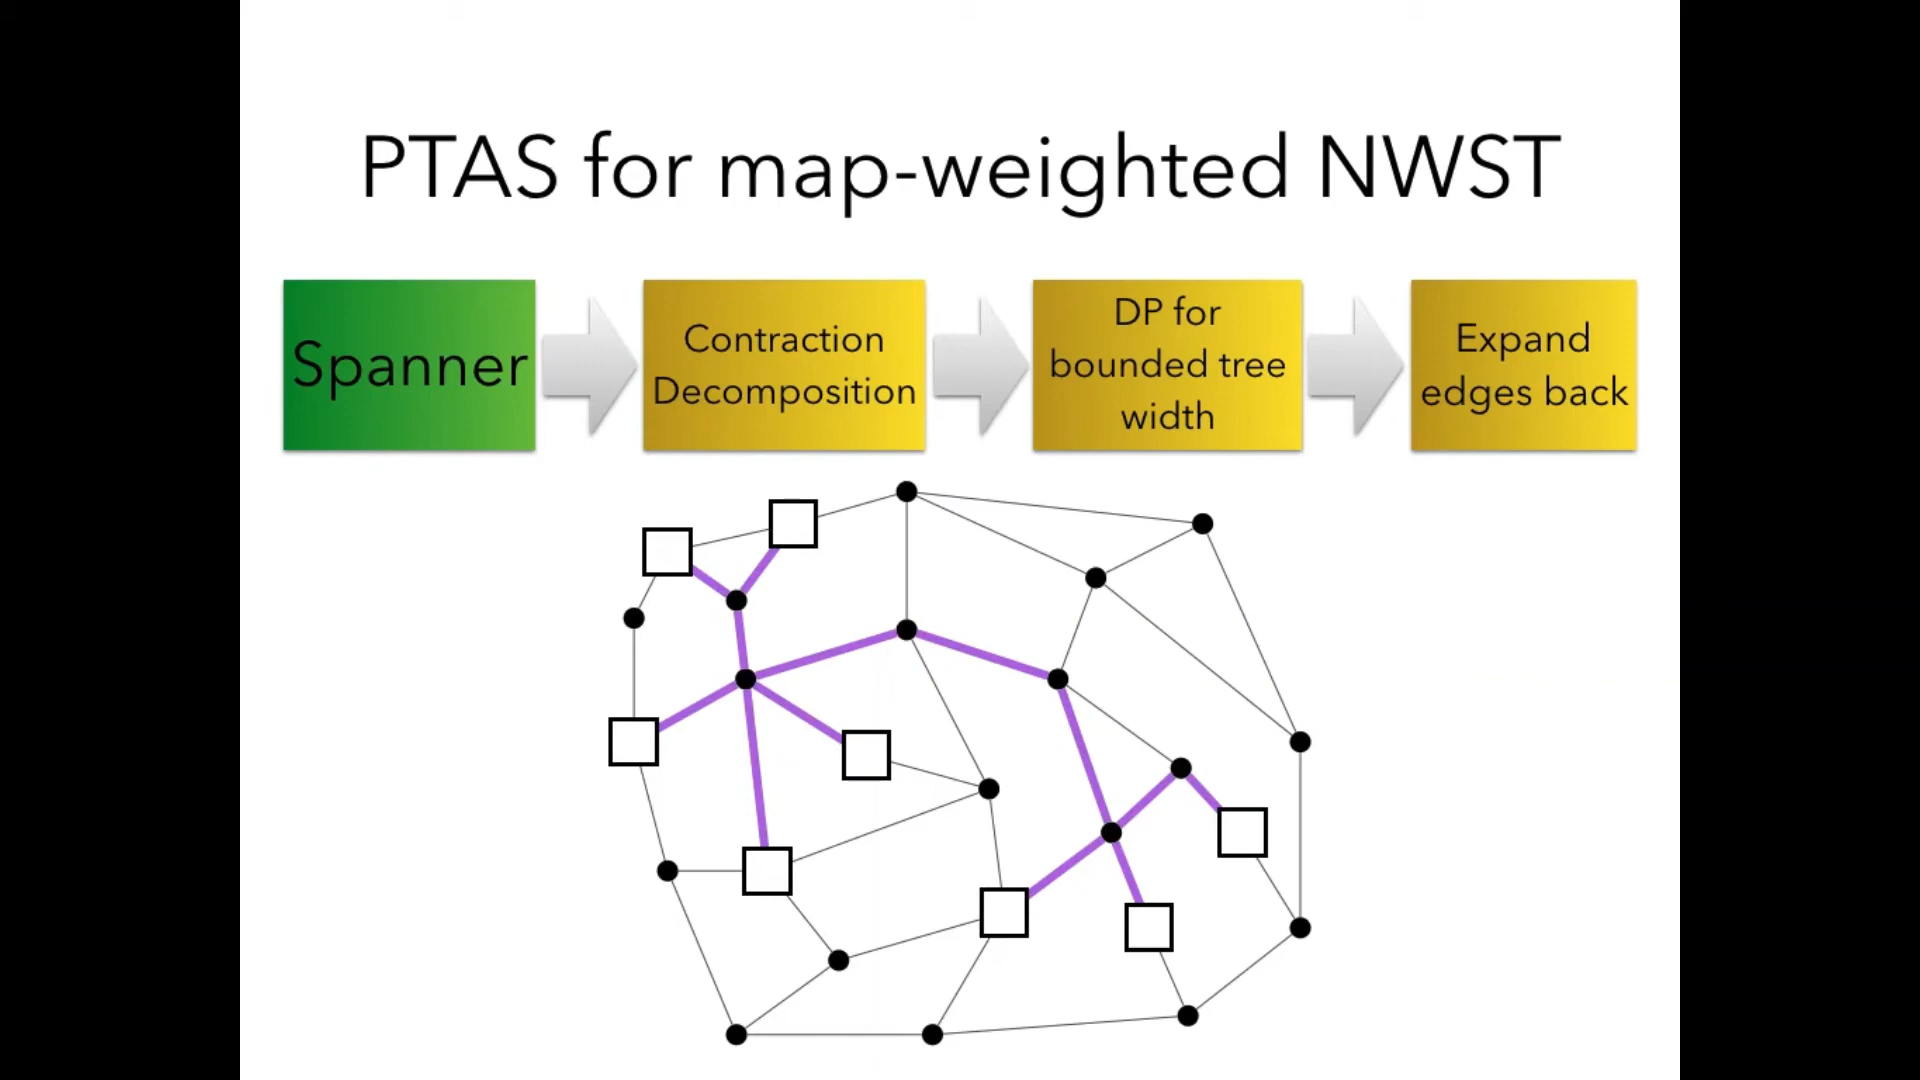 PTAS for map-weighted NWST
Spanner
Contraction
Decomposition
DP for
bounded tree
width
Expand
edges back